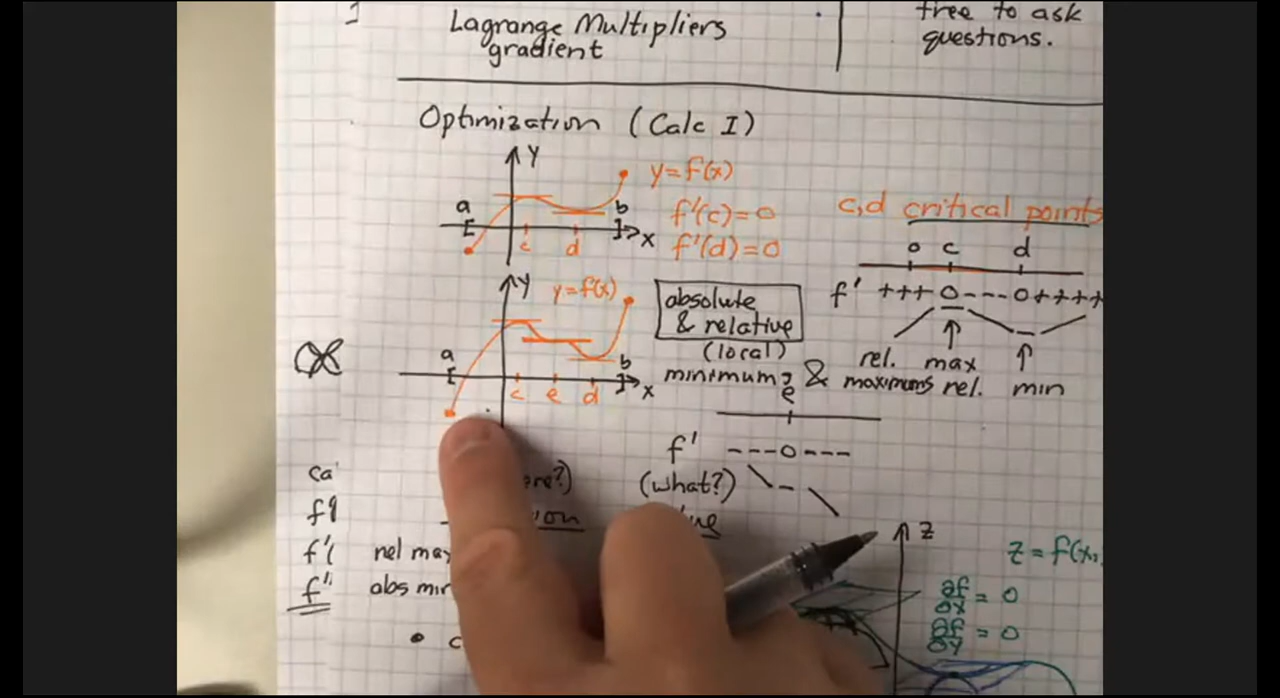 Lagrange Multipliers
gradient
free to ask
questions.
Optimization (Calc I)
y
a
b
c
d
x
y=f(x)
f'(c)=0
f'(d)=0
c,d critical points
o c d
f' +++0---0++++
rel. max
rel. min
y
y=f(x)
a
b
c e d
x
absolute
& relative
(local)
minimums & maximums
e
f' ---0---
(what?)
rel max
abs min
f'
f"
z
z = f(x,
∂f/∂x = 0
∂f/∂y = 0